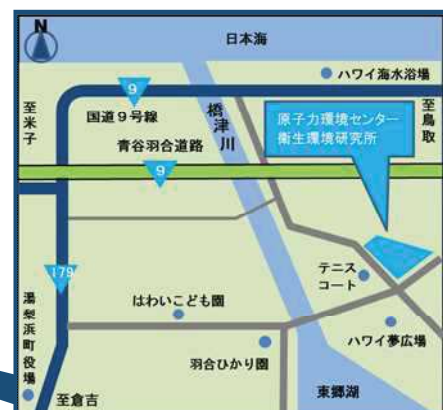 N
日本海
ハワイ海水浴場
9
至米子
国道9号線
橋津川
至鳥取
原子力環境センター
衛生環境研究所
青谷羽合道路
9
179
テニス
コート
はわいこども園
湯梨浜町役場
ハワイ夢広場
羽合ひかり園
東郷湖
至倉吉